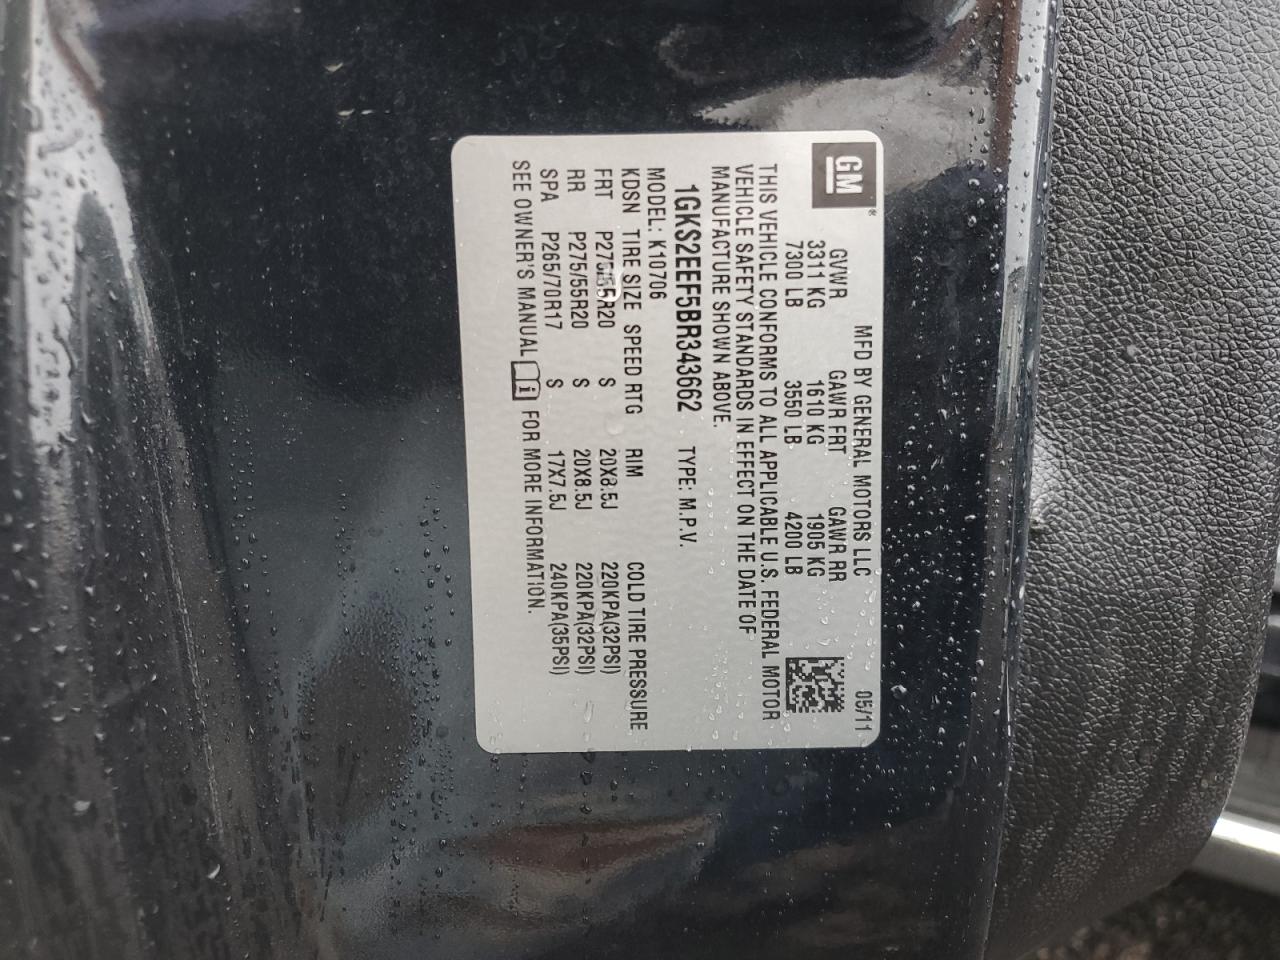 GM
*
MFD BY GENERAL MOTORS LLC 05/11
GVWR GAWR FRT GAWR RR
3311 KG 1610 KG 1905 KG
7300 LB 3550 LB 4200 LB
THIS VEHICLE CONFORMS TO ALL APPLICABLE U.S. FEDERAL MOTOR
VEHICLE SAFETY STANDARDS IN EFFECT ON THE DATE OF
MANUFACTURE SHOWN ABOVE.
1GKS2EEF5BR343662 TYPE: M.P.V.
MODEL: K10706
KDSN TIRE SIZE SPEED RTG RIM COLD TIRE PRESSURE
FRT P275/55R20 S 20X8.5J 220KPA(32PSI)
RR P275/55R20 S 20X8.5J 220KPA(32PSI)
SPA P265/70R17 S 17X7.5J 240KPA(35PSI)
SEE OWNER'S MANUAL i FOR MORE INFORMATION.